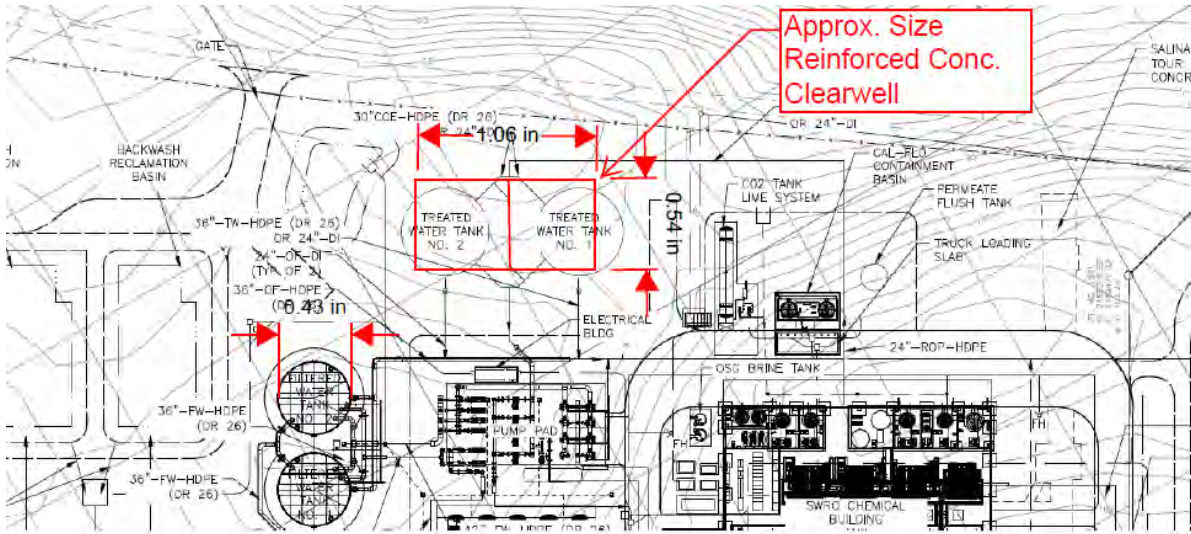 Approx. Size
Reinforced Conc.
Clearwell
GATE
30"CCE-HDPE (DR 26)
24"-DI
1.06 in
OR 24"-DI
SALINA
TOUR
CONCR
BACKWASH
RECLAMATION
BASIN
CAL-FLO
CONTAINMENT
BASIN
CO2 TANK
LIME SYSTEM
PERMEATE
FLUSH TANK
0.54 in
TREATED
WATER TANK
NO. 2
TREATED
WATER TANK
NO. 1
36"-TW-HDPE (DR 26)
OR 24"-DI
24"-OF-DI
(TYP OF 2)
36"-OF-HDPE
0.43 in
TRUCK LOADING
SLAB
ELECTRICAL
BLDG
24"-ROP-HDPE
OSG BRINE TANK
FILTERED
WATER
TANK
36"-FW-HDPE
(DR 26)
PUMP PAD
FH
FH
36"-FW-HDPE
(DR 26)
WATER
TANK
SWRO CHEMICAL
BUILDING